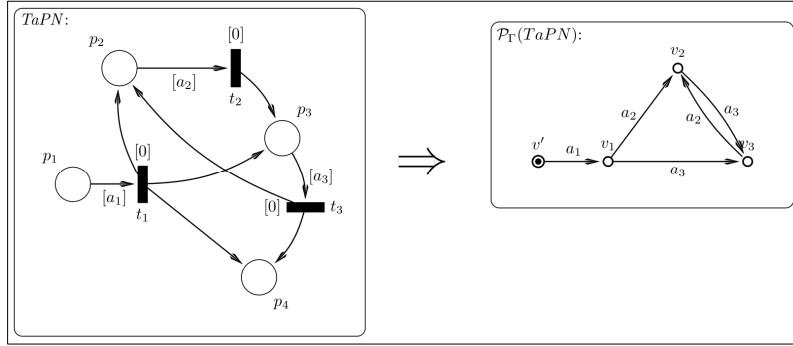 TaPN:
p₂
[0]
[a₂]
t₂
p₃
p₁
[0]
[a₁]
t₁
[a₃]
[0]
t₃
p₄
⇒
𝒫_Γ(TaPN):
v₂
a₂
a₃
a₂
v′
a₁
v₁
v₃
a₃